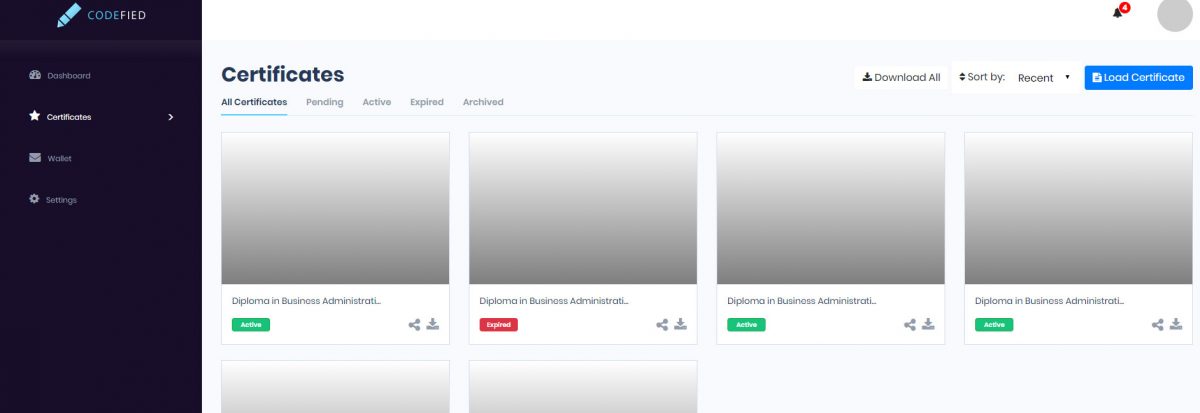 CODEFIED
4
Dashboard
Certificates
Wallet
Settings
Certificates
Download All
Sort by:
Recent
Load Certificate
All Certificates
Pending
Active
Expired
Archived
Diploma in Business Administrati...
Active
Diploma in Business Administrati...
Expired
Diploma in Business Administrati...
Active
Diploma in Business Administrati...
Active